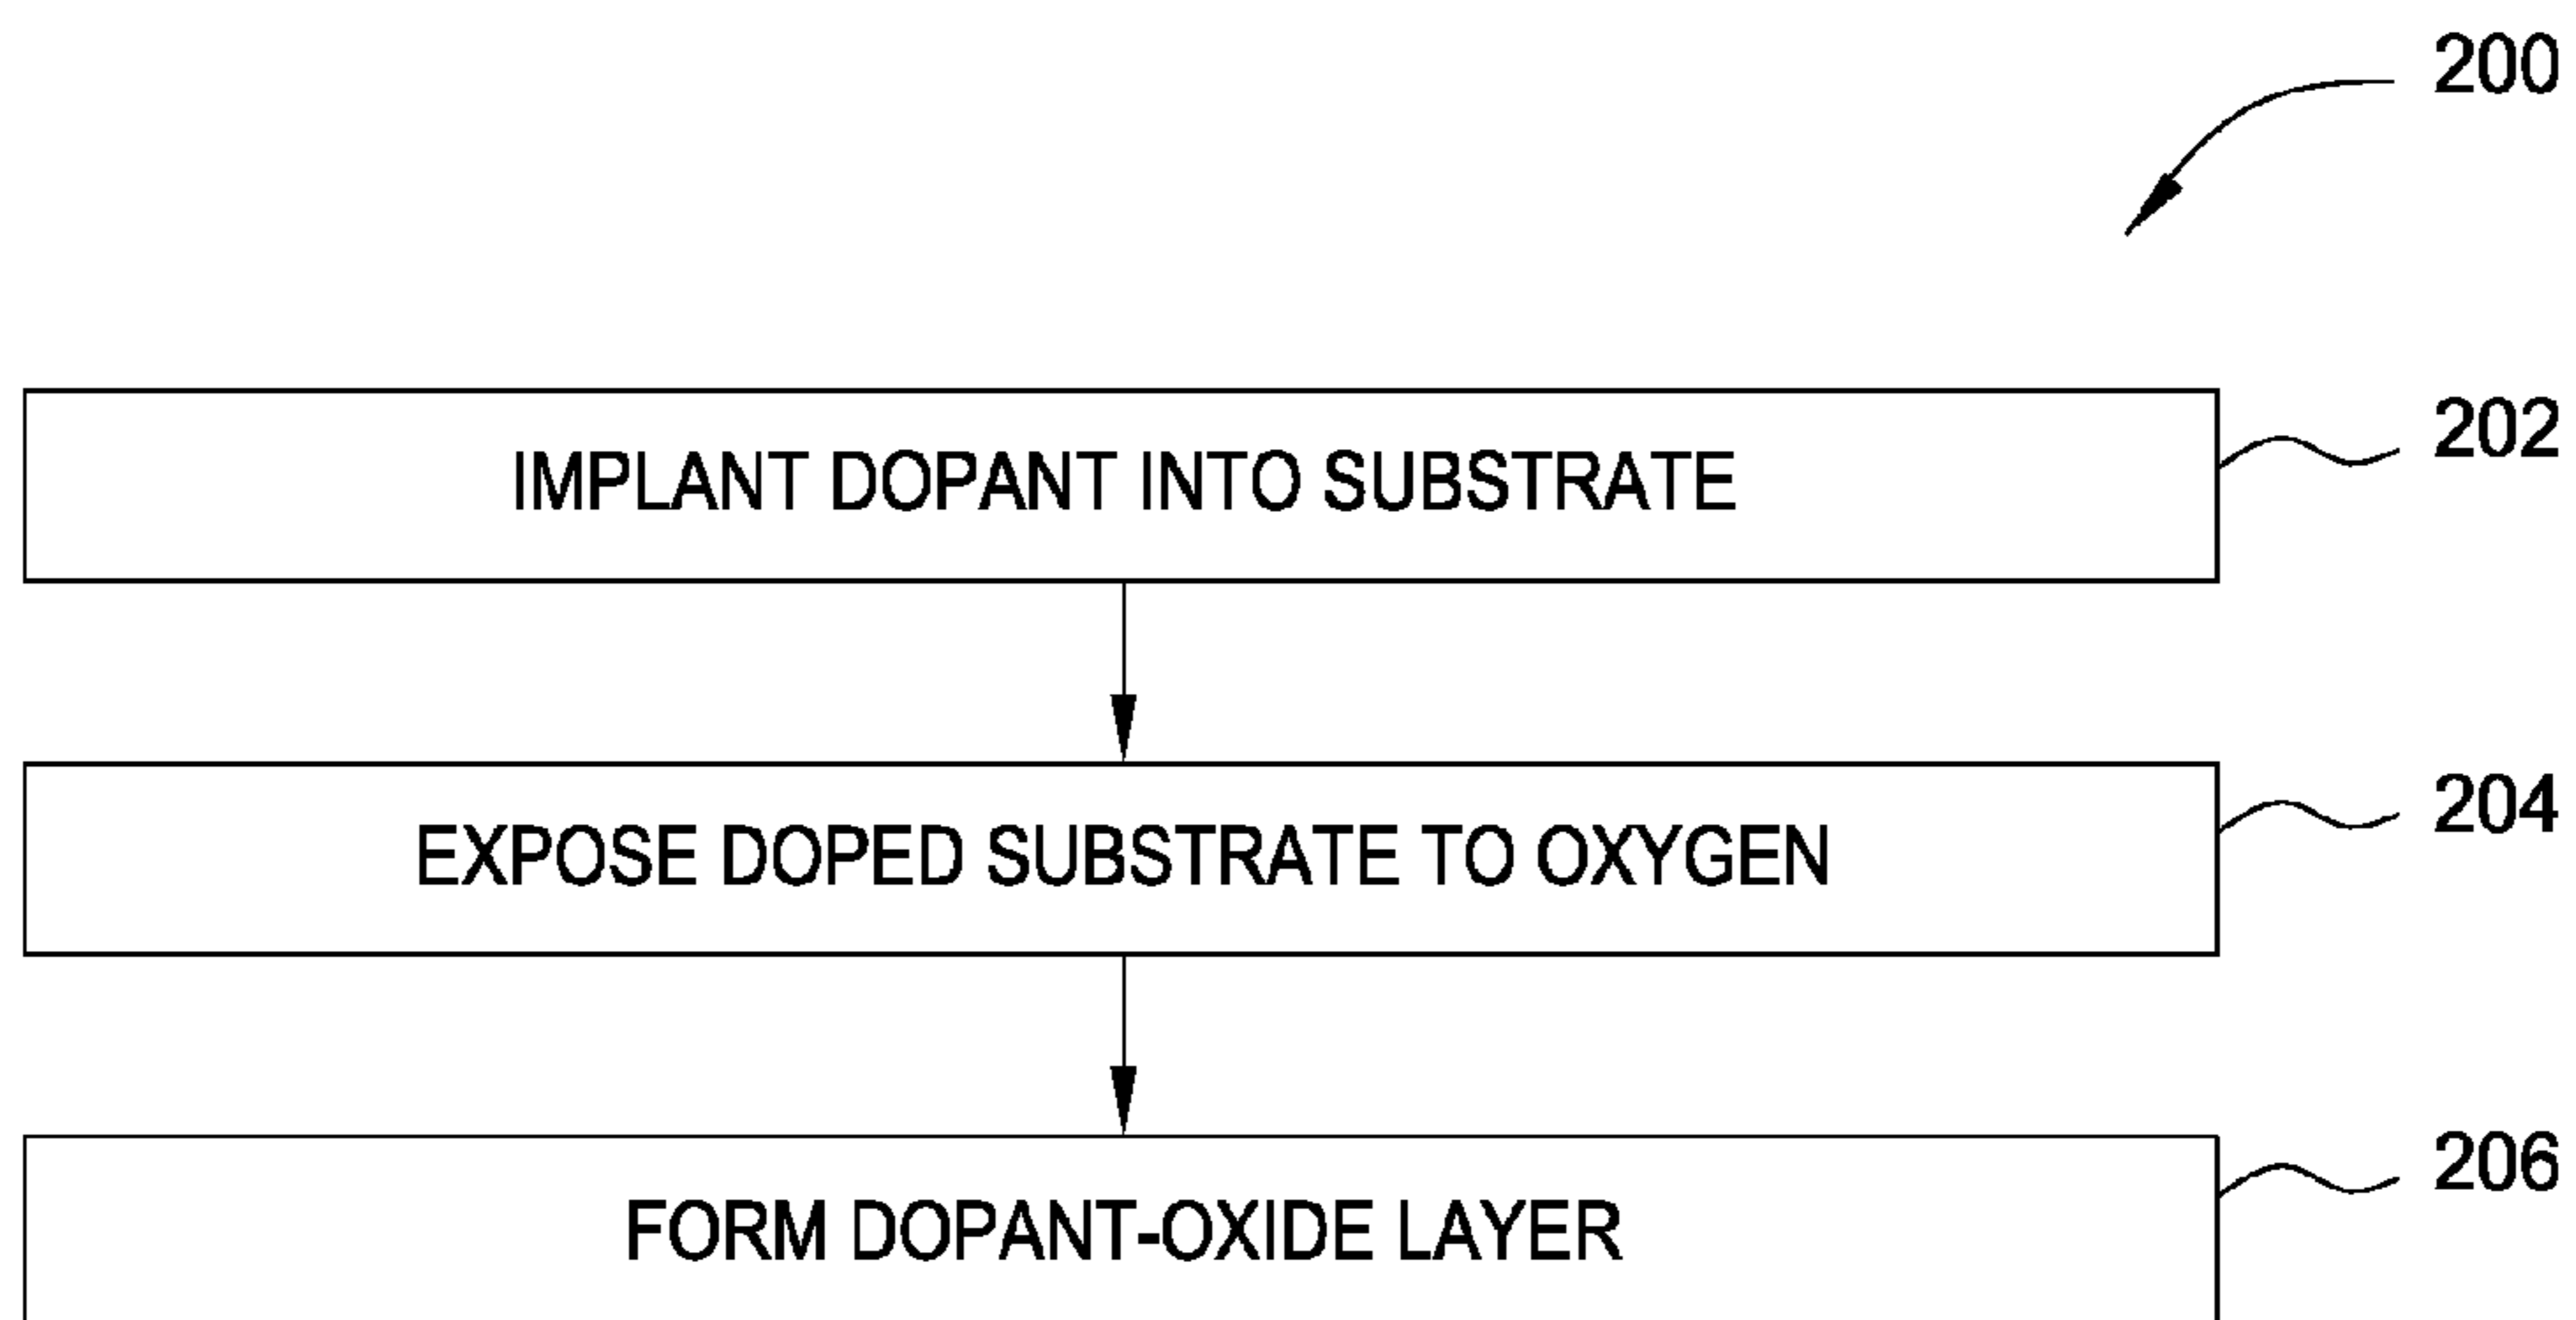 200
IMPLANT DOPANT INTO SUBSTRATE
202
EXPOSE DOPED SUBSTRATE TO OXYGEN
204
FORM DOPANT-OXIDE LAYER
206